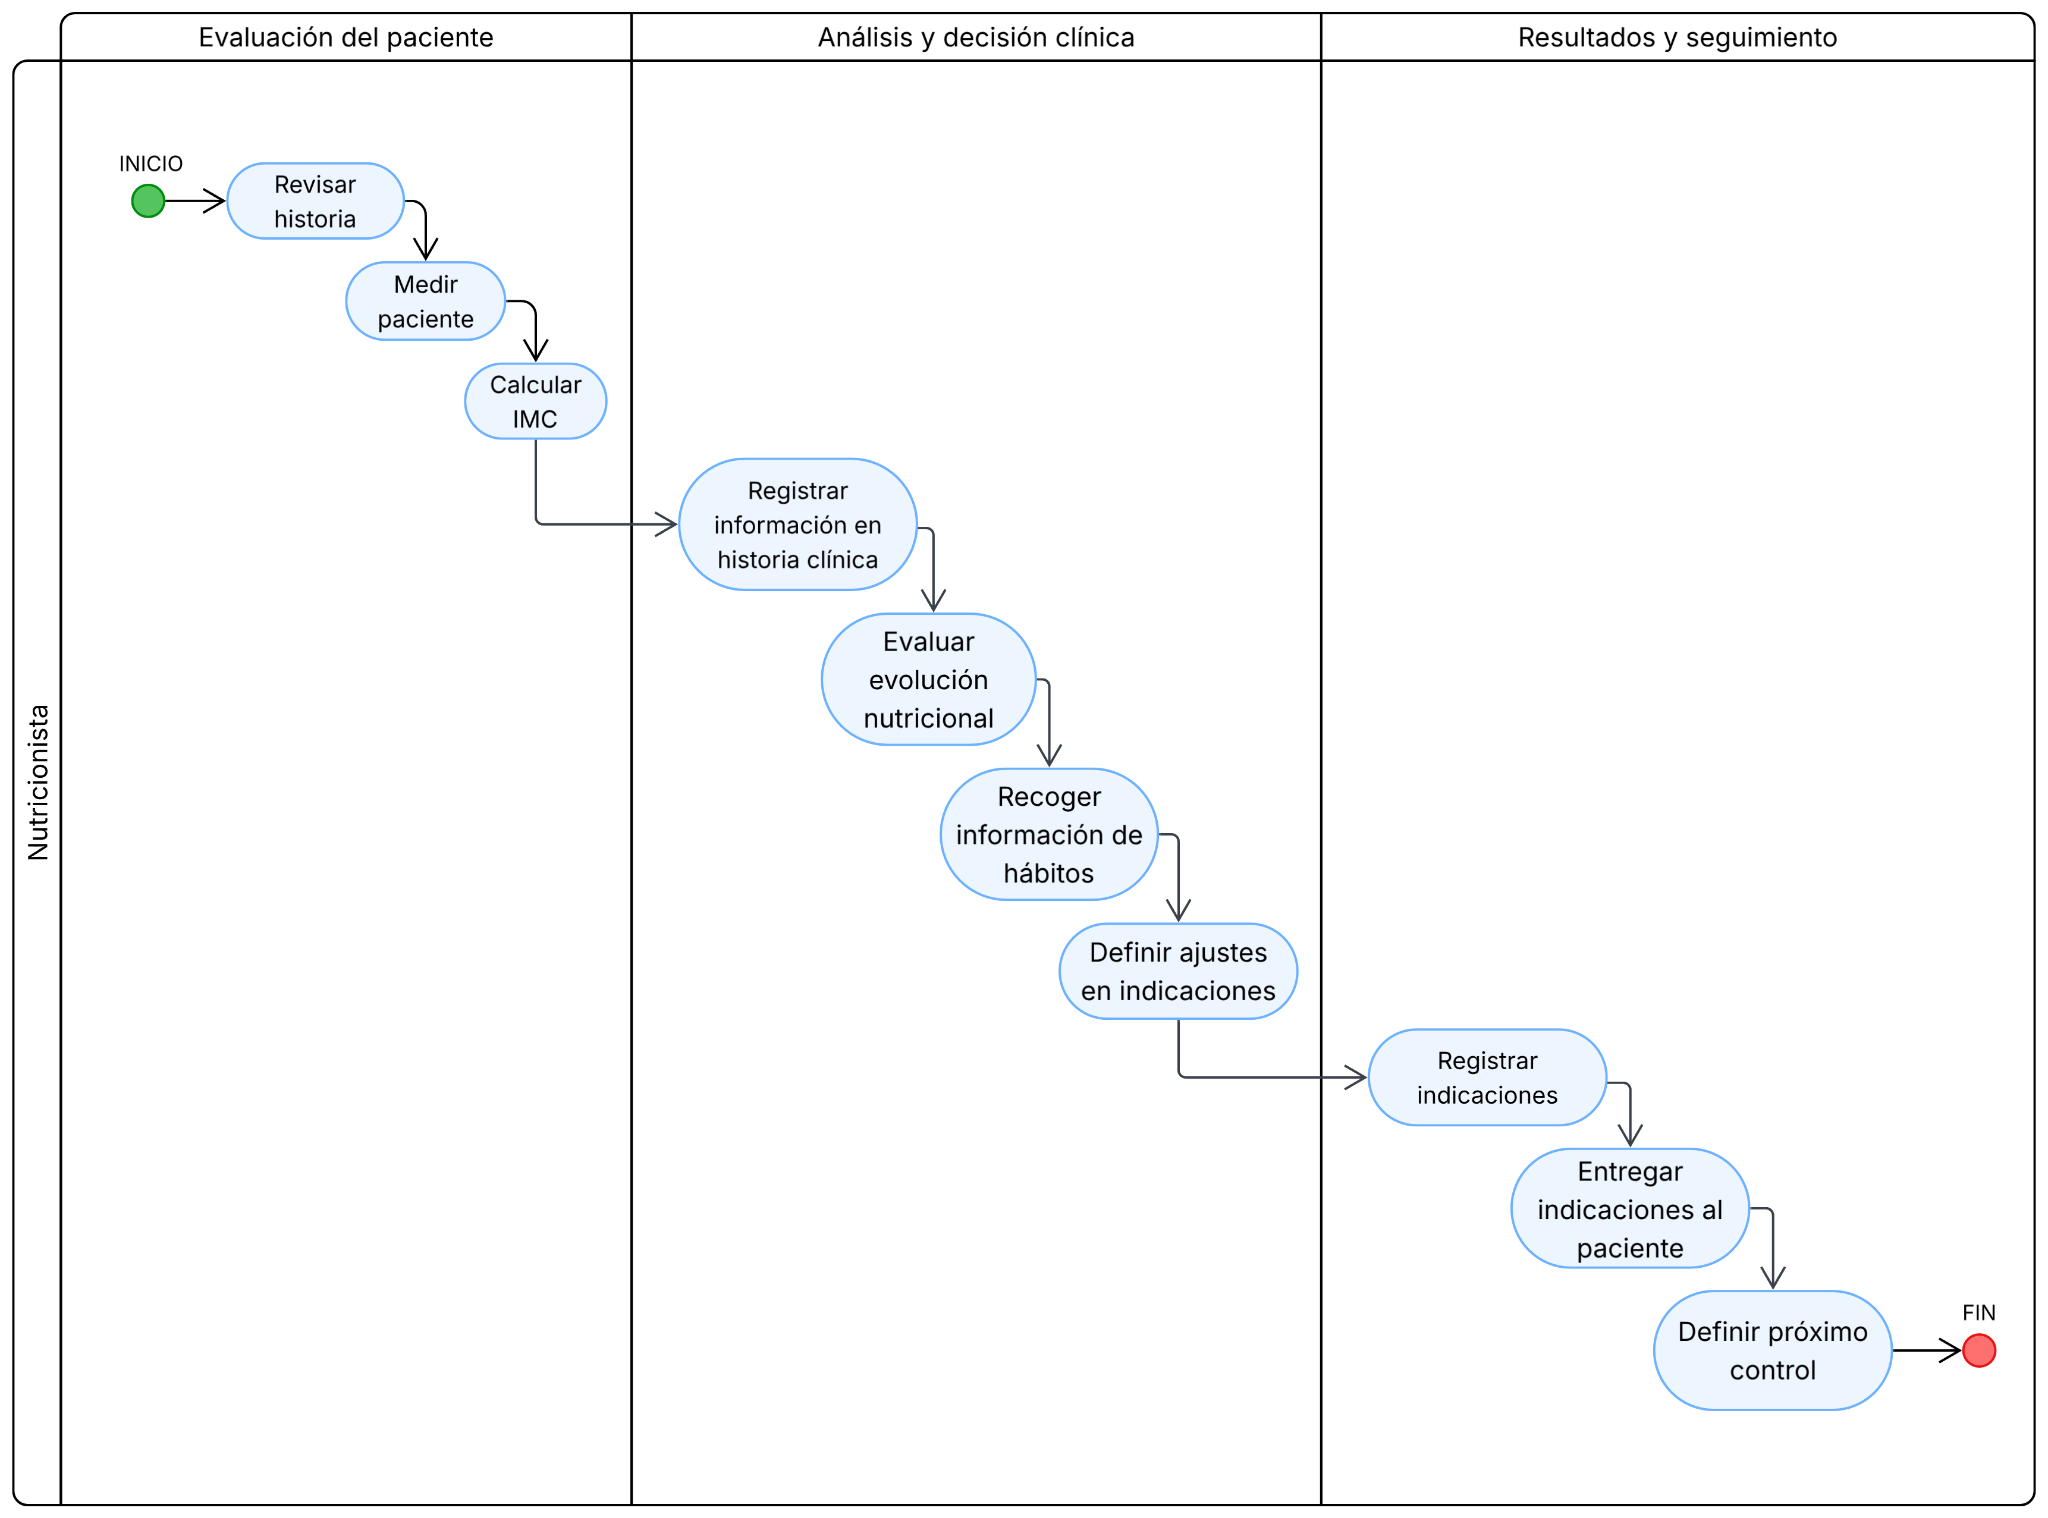 Evaluación del paciente
Análisis y decisión clínica
Resultados y seguimiento
Nutricionista
INICIO
Revisar
historia
Medir
paciente
Calcular
IMC
Registrar
información en
historia clínica
Evaluar
evolución
nutricional
Recoger
información de
hábitos
Definir ajustes
en indicaciones
Registrar
indicaciones
Entregar
indicaciones al
paciente
Definir próximo
control
FIN